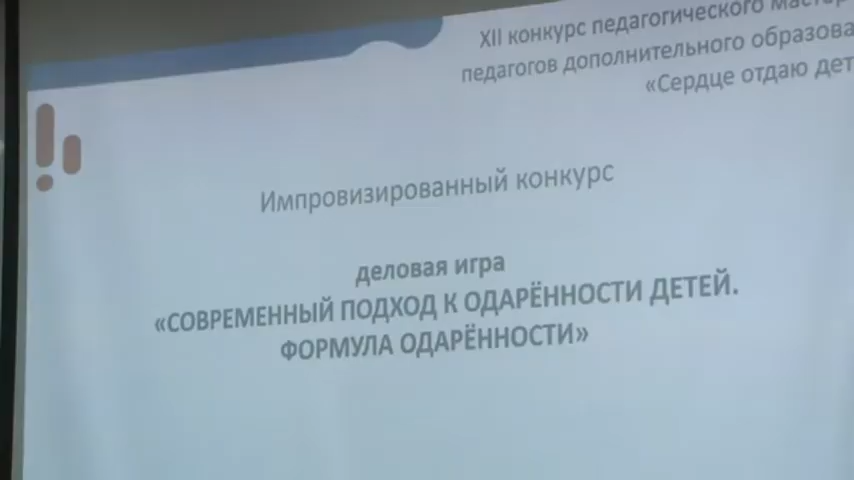 XII конкурс педагогического
педагогов дополнительного
«Сердце отдаю
Импровизированный конкурс
деловая игра
«СОВРЕМЕННЫЙ ПОДХОД К ОДАРЁННОСТИ ДЕТЕЙ.
ФОРМУЛА ОДАРЁННОСТИ»